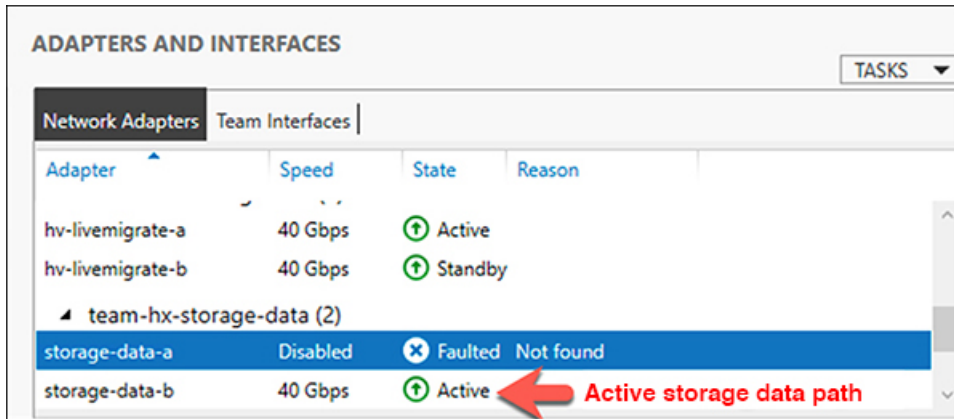 ADAPTERS AND INTERFACES
TASKS
Network Adapters Team Interfaces
Adapter Speed State Reason
hv-livemigrate-a 40 Gbps Active
hv-livemigrate-b 40 Gbps Standby
team-hx-storage-data (2)
storage-data-a Disabled Faulted Not found
storage-data-b 40 Gbps Active Active storage data path